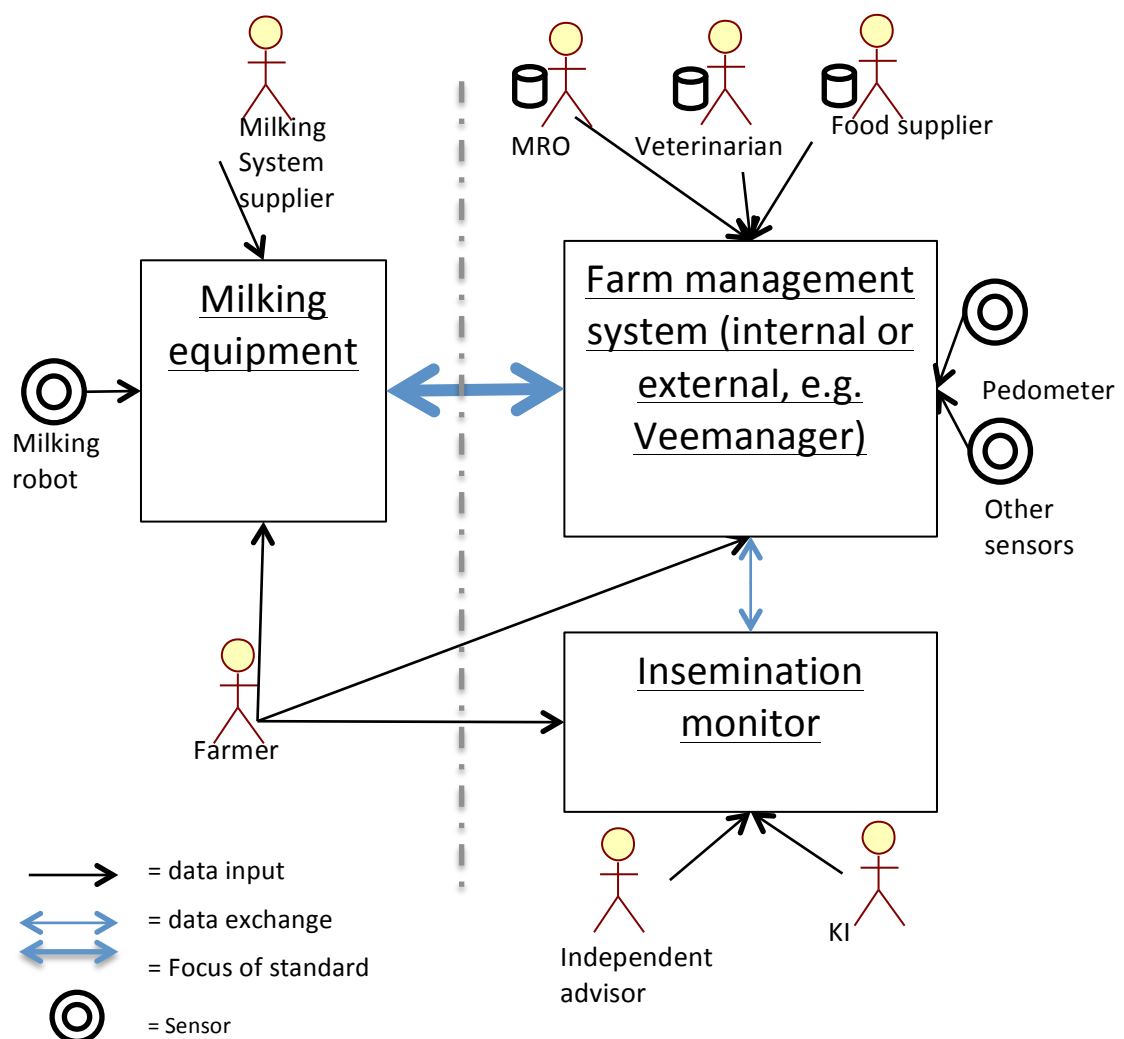 Milking
System
supplier
MRO
Veterinarian
Food supplier
Milking
equipment
Farm management
system (internal or
external, e.g.
Veemanager)
Milking
robot
Pedometer
Other
sensors
Farmer
Insemination
monitor
Independent
advisor
KI
= data input
= data exchange
= Focus of standard
= Sensor